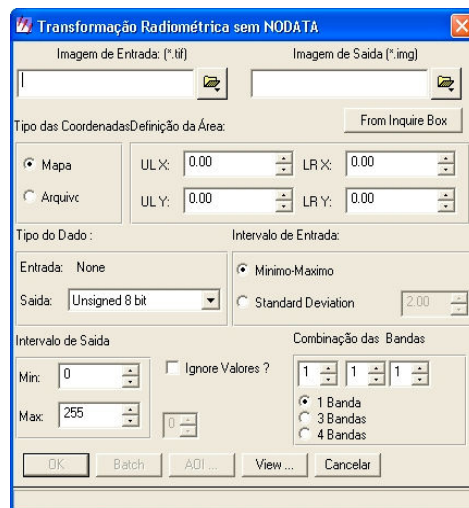 Transformação Radiométrica sem NODATA
Imagem de Entrada: (*.tif) Imagem de Saida (*.img)
From Inquire Box
Tipo das Coordenadas Definição da Área:
Mapa ULX: 0.00 LRX: 0.00
Arquivc ULY: 0.00 LRY: 0.00
Tipo do Dado : Intervalo de Entrada:
Entrada: None Minimo-Maximo
Saida: Unsigned 8 bit Standard Deviation 2.00
Intervalo de Saida Combinação das Bandas
Min: 0 Ignore Valores ? 1 1 1
Max: 255 0 1 Banda
3 Bandas
4 Bandas
OK Batch AOI ... View ... Cancelar